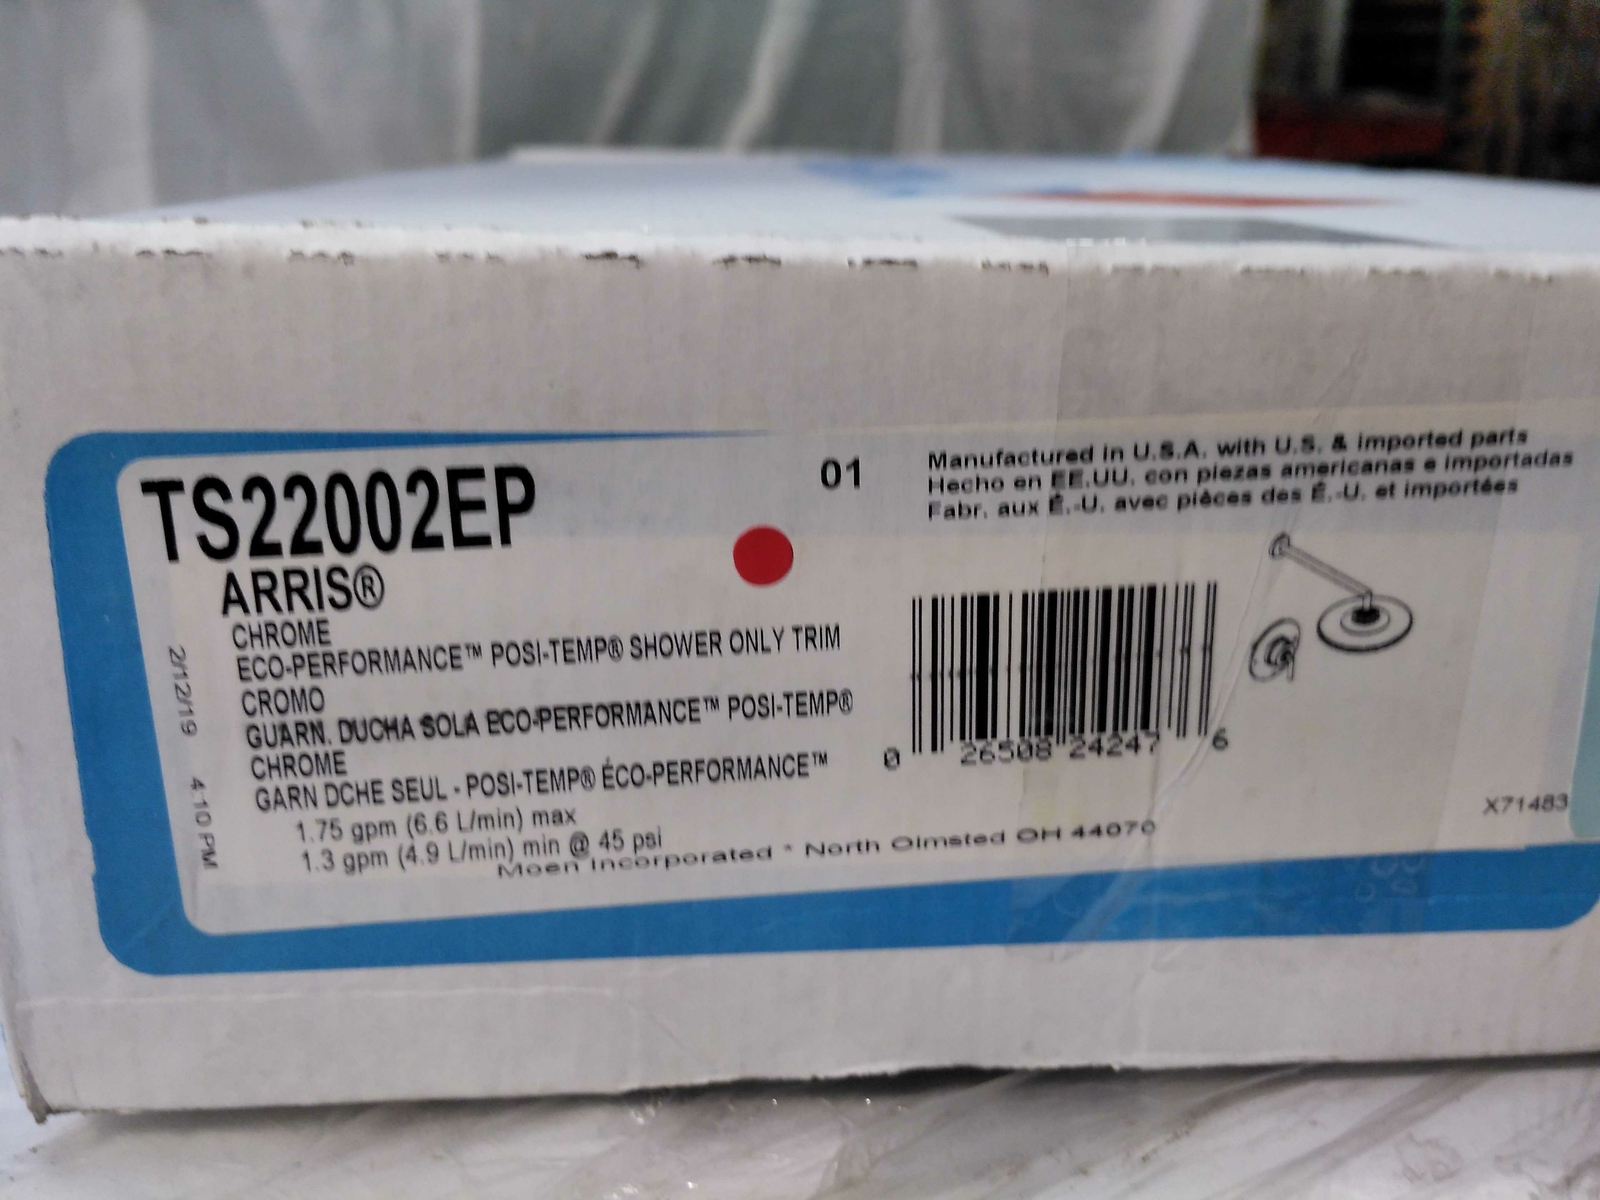 TS22002EP
01
ARRIS®
CHROME
ECO-PERFORMANCE™ POSI-TEMP® SHOWER ONLY TRIM
CROMO
GUARN. DUCHA SOLA ECO-PERFORMANCE™ POSI-TEMP®
CHROME
GARN DCHE SEUL - POSI-TEMP® ÉCO-PERFORMANCE™
1.75 gpm (6.6 L/min) max
1.3 gpm (4.9 L/min) min @ 45 psi
Moen Incorporated * North Olmsted OH 44070
2/12/19 4:10 PM
Manufactured in U.S.A. with U.S. & imported parts
Hecho en EE.UU. con piezas americanas e importadas
Fabr. aux É.-U. avec pièces des É.-U. et importées
0 26508 24247 6
X71483